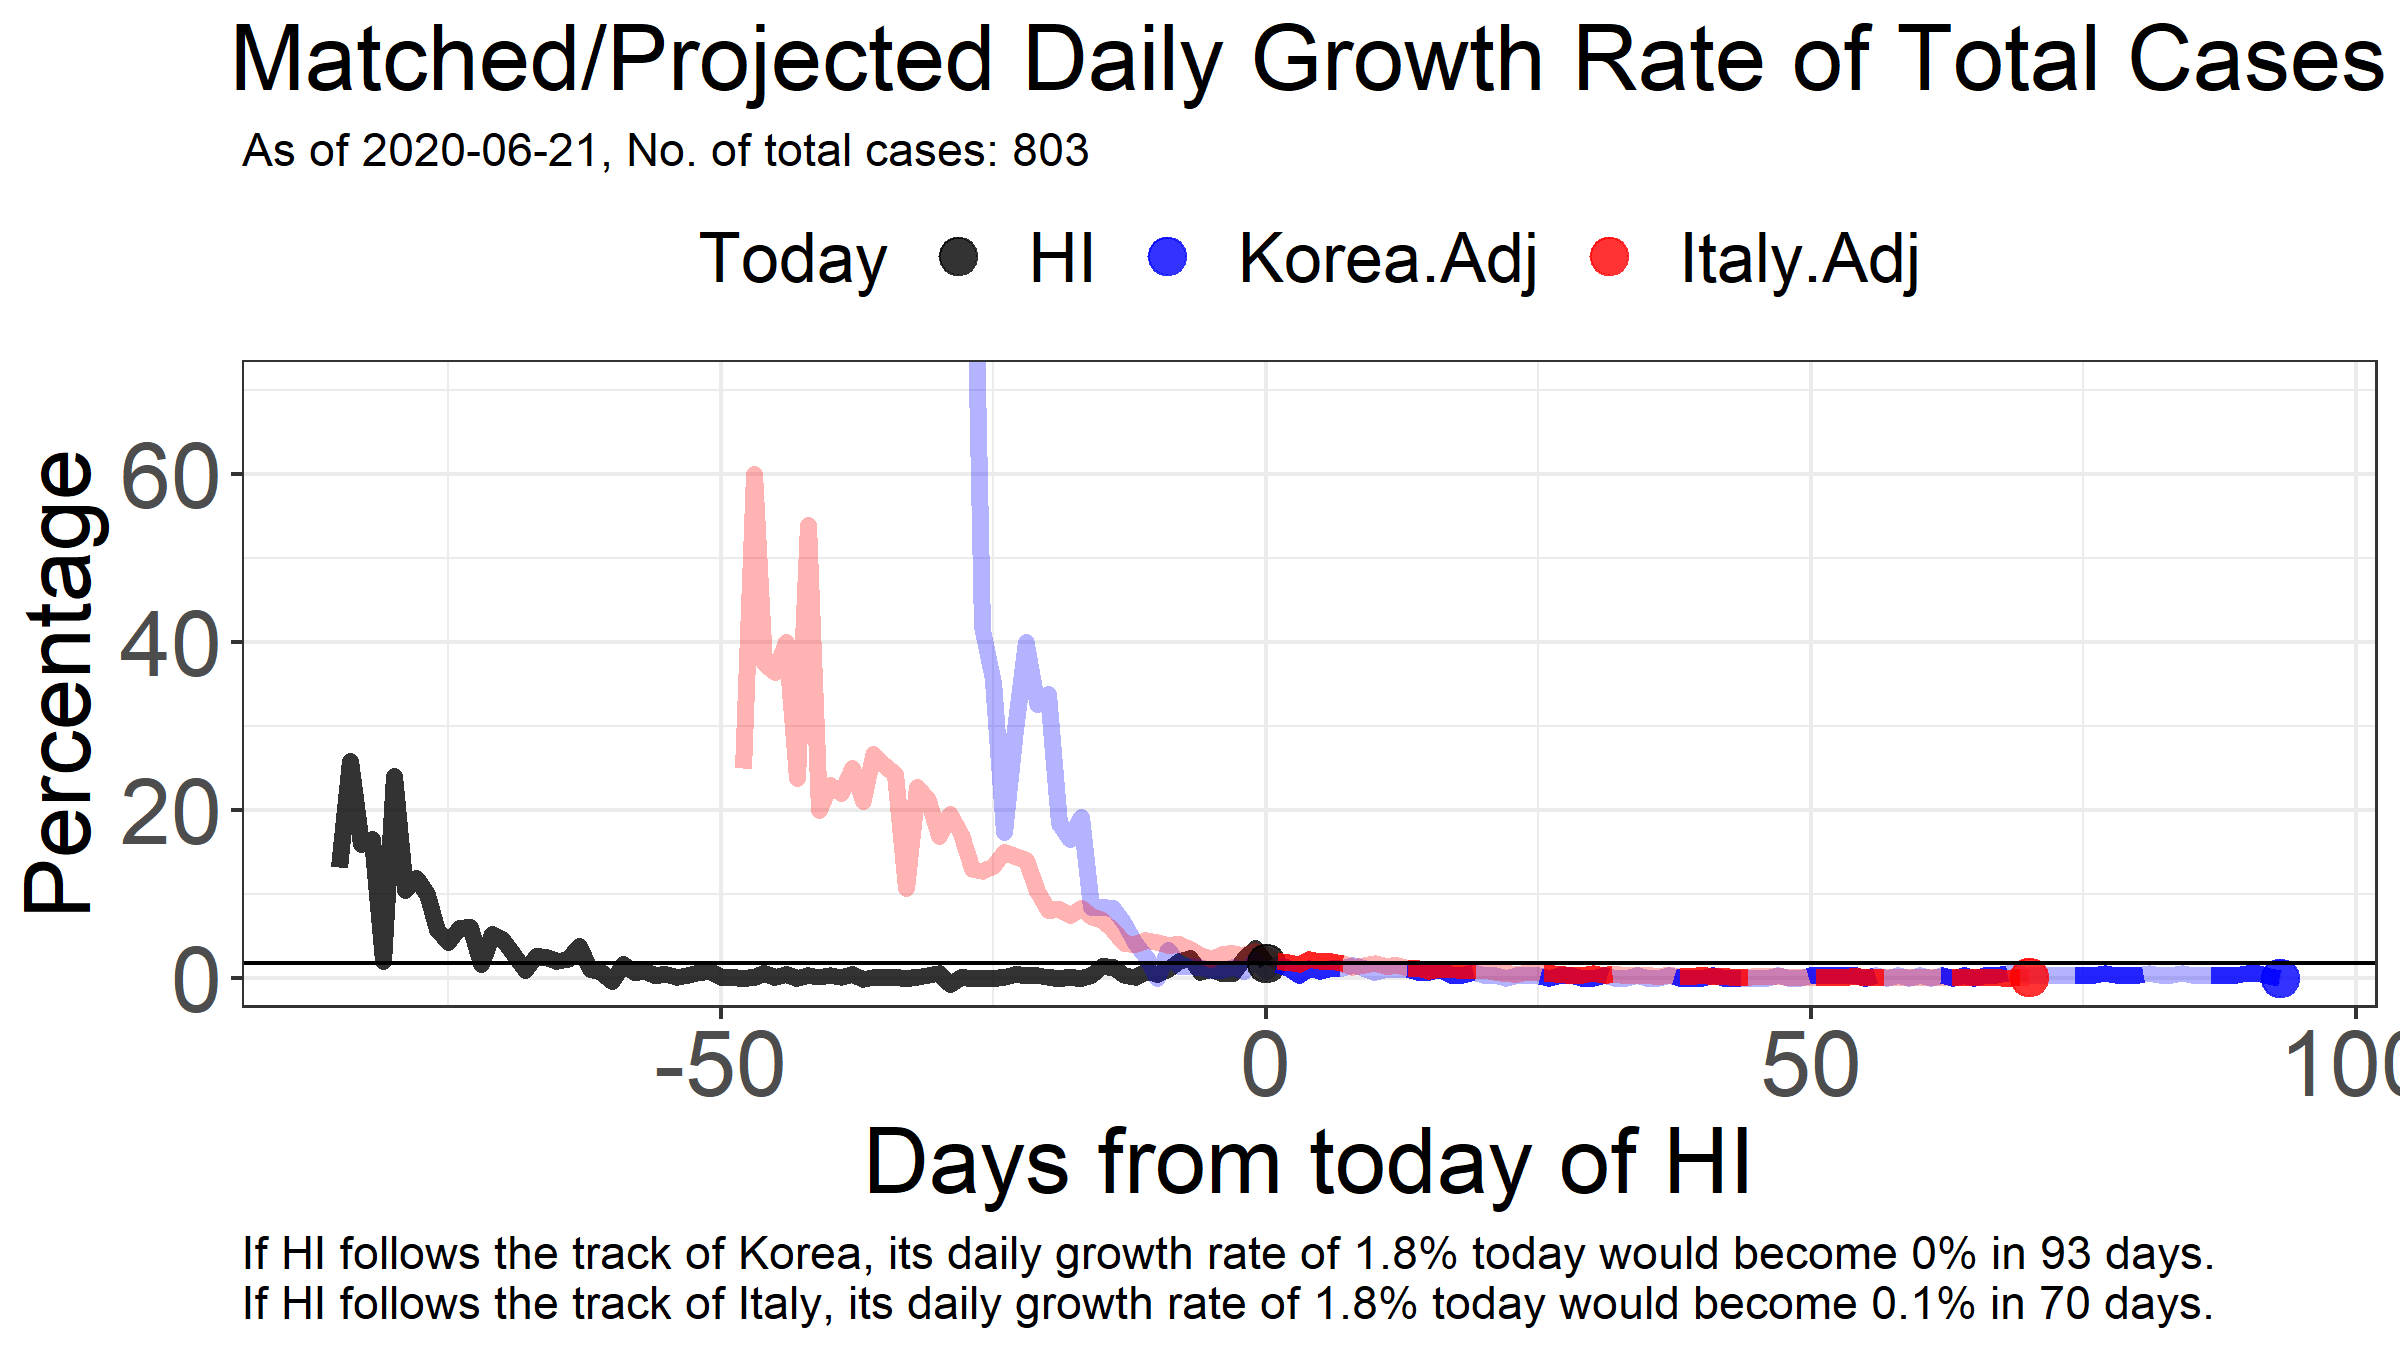 Matched/Projected Daily Growth Rate of Total Cases
As of 2020-06-21, No. of total cases: 803
Today HI Korea.Adj Italy.Adj
Percentage
60
40
20
0
-50 0 50 100
Days from today of HI
If HI follows the track of Korea, its daily growth rate of 1.8% today would become 0% in 93 days.
If HI follows the track of Italy, its daily growth rate of 1.8% today would become 0.1% in 70 days.